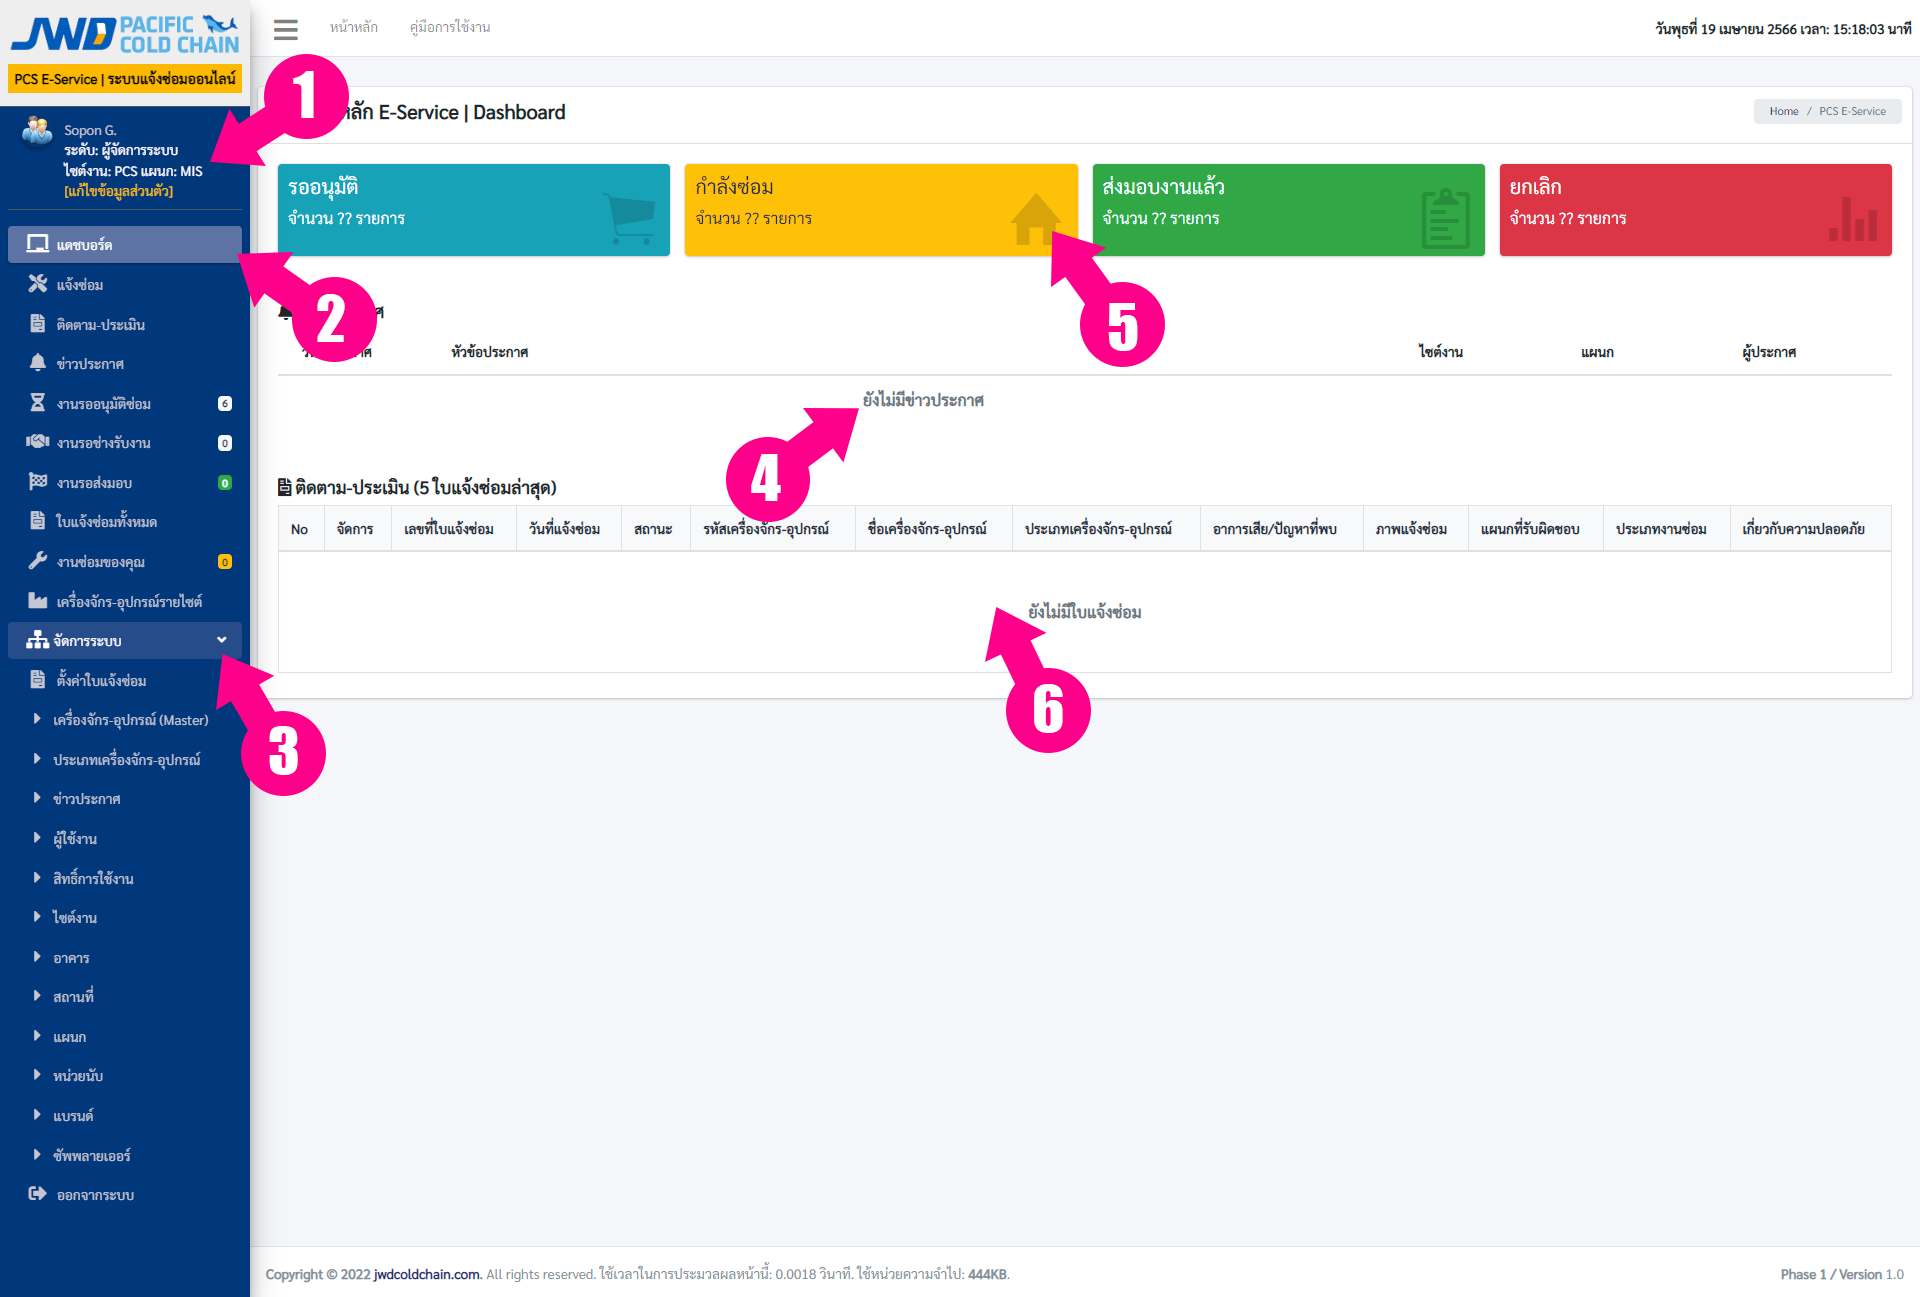 JWD PACIFIC COLD CHAIN
PCS E-Service | ระบบแจ้งซ่อมออนไลน์
Sopon G.
ระดับ: ผู้จัดการระบบ
ไซต์งาน: PCS แผนก: MIS
[แก้ไขข้อมูลส่วนตัว]
แดชบอร์ด
แจ้งซ่อม
ติดตาม-ประเมิน
ข่าวประกาศ
งานรออนุมัติซ่อม 6
งานรอช่างรับงาน 0
งานรอส่งมอบ 0
ใบแจ้งซ่อมทั้งหมด
งานซ่อมของคุณ 0
เครื่องจักร-อุปกรณ์รายไซต์
จัดการระบบ
ตั้งค่าใบแจ้งซ่อม
เครื่องจักร-อุปกรณ์ (Master)
ประเภทเครื่องจักร-อุปกรณ์
ข่าวประกาศ
ผู้ใช้งาน
สิทธิ์การใช้งาน
ไซต์งาน
อาคาร
สถานที่
แผนก
หน่วยนับ
แบรนด์
ซัพพลายเออร์
ออกจากระบบ
หน้าหลัก คู่มือการใช้งาน
วันพุธที่ 19 เมษายน 2566 เวลา: 15:18:03 นาที
1
E-Service | Dashboard
Home / PCS E-Service
รออนุมัติ
จำนวน ?? รายการ
กำลังซ่อม
จำนวน ?? รายการ
ส่งมอบงานแล้ว
จำนวน ?? รายการ
ยกเลิก
จำนวน ?? รายการ
2
5
หัวข้อประกาศ ไซต์งาน แผนก ผู้ประกาศ
ยังไม่มีข่าวประกาศ
4
ติดตาม-ประเมิน (5 ใบแจ้งซ่อมล่าสุด)
No จัดการ เลขที่ใบแจ้งซ่อม วันที่แจ้งซ่อม สถานะ รหัสเครื่องจักร-อุปกรณ์ ชื่อเครื่องจักร-อุปกรณ์ ประเภทเครื่องจักร-อุปกรณ์ อาการเสีย/ปัญหาที่พบ ภาพแจ้งซ่อม แผนกที่รับผิดชอบ ประเภทงานซ่อม เกี่ยวกับความปลอดภัย
ยังไม่มีใบแจ้งซ่อม
6
3
Copyright © 2022 jwdcoldchain.com. All rights reserved. ใช้เวลาในการประมวลผลหน้านี้: 0.0018 วินาที. ใช้หน่วยความจำไป: 444KB.
Phase 1 / Version 1.0